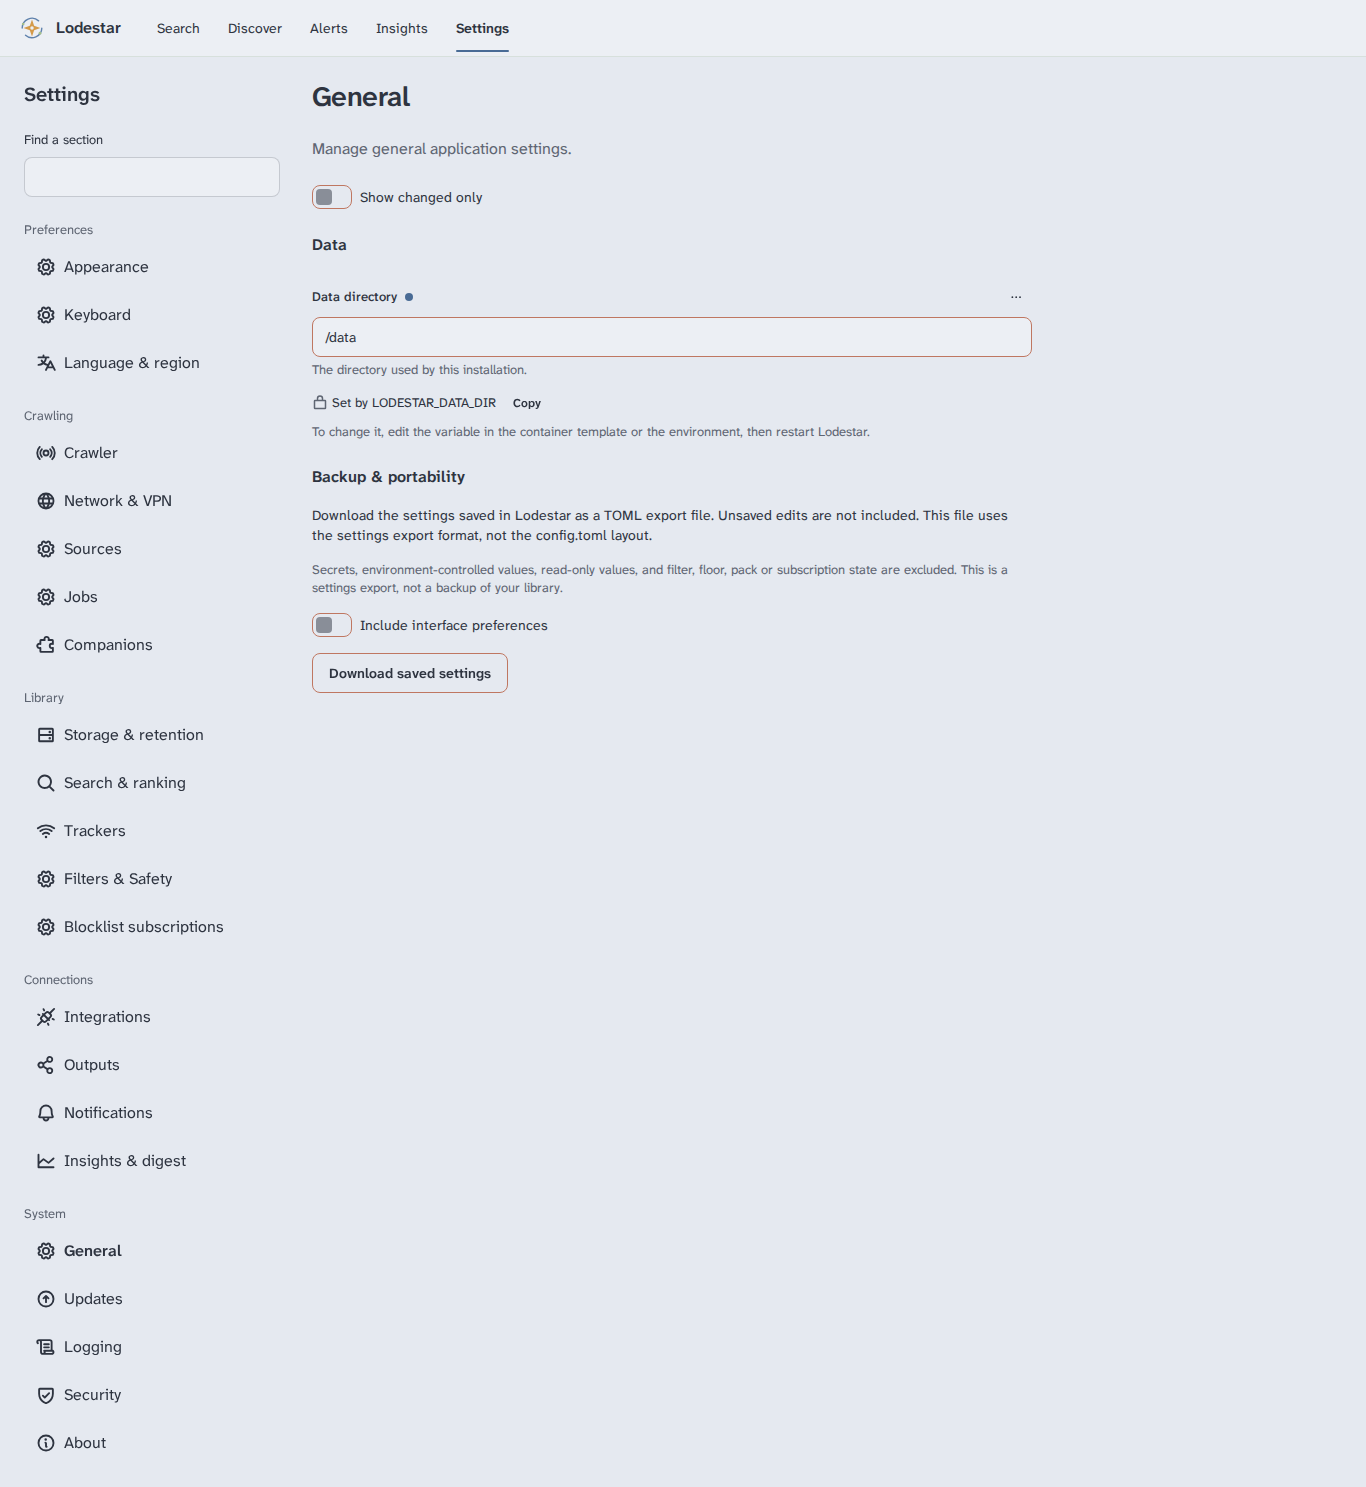 Lodestar
Search
Discover
Alerts
Insights
Settings
Settings
Find a section
Preferences
Appearance
Keyboard
Language & region
Crawling
Crawler
Network & VPN
Sources
Jobs
Companions
Library
Storage & retention
Search & ranking
Trackers
Filters & Safety
Blocklist subscriptions
Connections
Integrations
Outputs
Notifications
Insights & digest
System
General
Updates
Logging
Security
About
General
Manage general application settings.
Show changed only
Data
Data directory
...
/data
The directory used by this installation.
Set by LODESTAR_DATA_DIR
Copy
To change it, edit the variable in the container template or the environment, then restart Lodestar.
Backup & portability
Download the settings saved in Lodestar as a TOML export file. Unsaved edits are not included. This file uses
the settings export format, not the config.toml layout.
Secrets, environment-controlled values, read-only values, and filter, floor, pack or subscription state are excluded. This is a
settings export, not a backup of your library.
Include interface preferences
Download saved settings